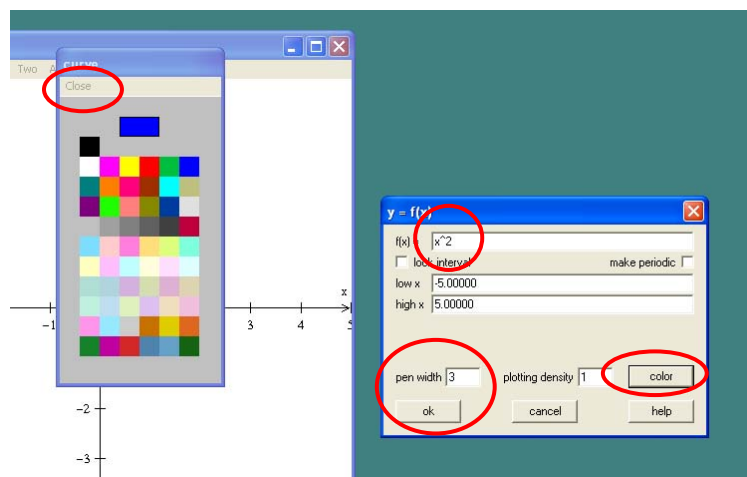 Two A
Close
x
-1
3
4
5
-2
-3
y = f(x)
f(x) = x^2
lock interval make periodic
low x -5.00000
high x 5.00000
pen width 3 plotting density 1 color
ok cancel help